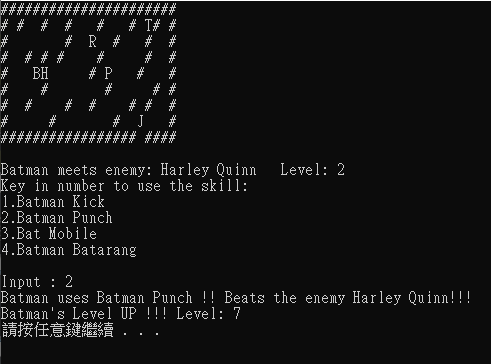 ######################
# #  #  #   #   # T# #
#       #  R  #   #  #
#  # # #    #     #  #
#   BH     # P   #   #
#    #       #     # #
#  #    #  #    # #  #
#     #       #  J   #
################# ####
Batman meets enemy: Harley Quinn   Level: 2
Key in number to use the skill:
1.Batman Kick
2.Batman Punch
3.Bat Mobile
4.Batman Batarang
Input : 2
Batman uses Batman Punch !! Beats the enemy Harley Quinn!!!
Batman's Level UP !!! Level: 7
請按任意鍵繼續 . . .